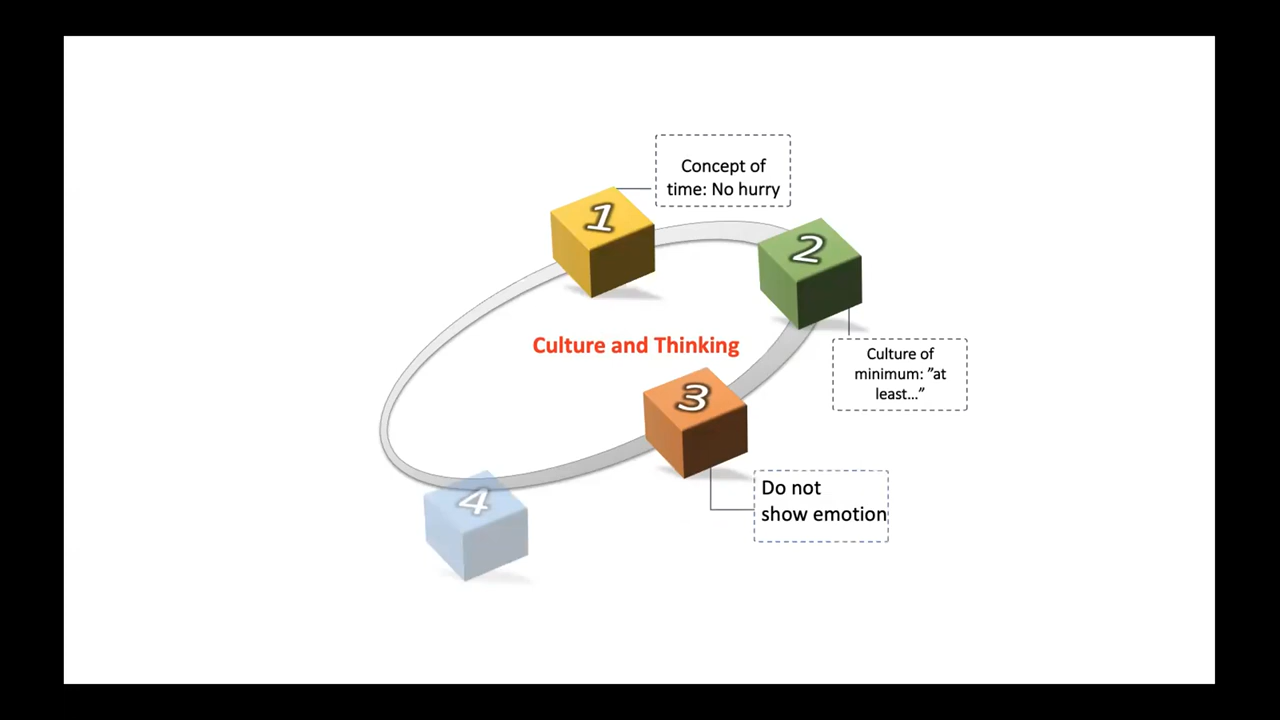 1
Concept of
time: No hurry
2
Culture and Thinking
Culture of
minimum: ”at
least…”
3
Do not
show emotion
4